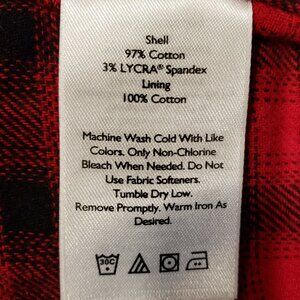 Shell
97% Cotton
3% LYCRA® Spandex
Lining
100% Cotton
Machine Wash Cold With Like
Colors. Only Non-Chlorine
Bleach When Needed. Do Not
Use Fabric Softeners.
Tumble Dry Low.
Remove Promptly. Warm Iron As
Desired.
30C